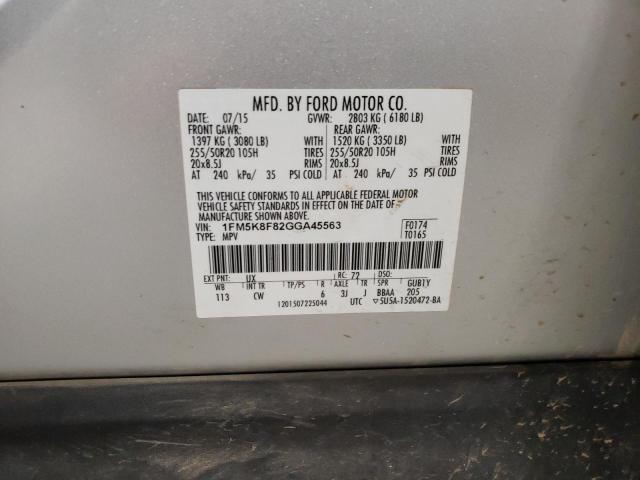 MFD. BY FORD MOTOR CO.
DATE: 07/15 GVWR: 2803 KG ( 6180 LB)
FRONT GAWR: REAR GAWR:
1397 KG ( 3080 LB) WITH 1520 KG ( 3350 LB) WITH
255/50R20 105H TIRES 255/50R20 105H TIRES
20x8.5J RIMS 20x8.5J RIMS
AT 240 kPa/ 35 PSI COLD AT 240 kPa/ 35 PSI COLD
THIS VEHICLE CONFORMS TO ALL APPLICABLE FEDERAL MOTOR
VEHICLE SAFETY STANDARDS IN EFFECT ON THE DATE OF
MANUFACTURE SHOWN ABOVE.
VIN: 1FM5K8F82GGA45563 F0174
TYPE: MPV T0165
EXT PNT: UX RC: 72 DSO:
WB INT TR TP/PS R AXLE TR SPR GUB1Y
113 CW 6 3J J BBAA 205
1201507225044 UTC ▽5U5A-1520472-BA